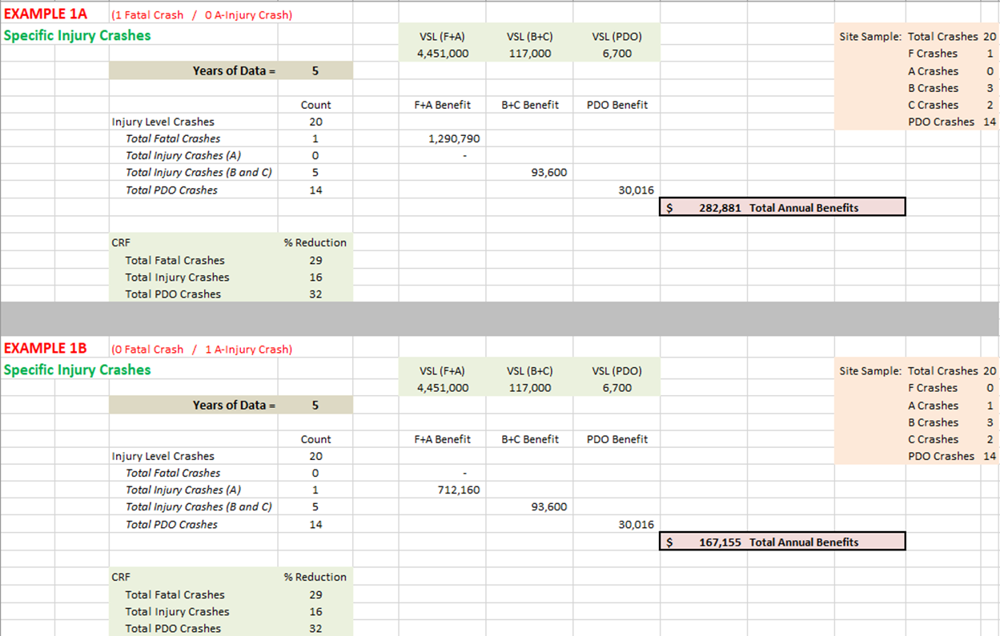 EXAMPLE 1A (1 Fatal Crash / 0 A-Injury Crash)
Specific Injury Crashes VSL (F+A) VSL (B+C) VSL (PDO) Site Sample: Total Crashes 20
4,451,000 117,000 6,700 F Crashes 1
Years of Data = 5 A Crashes 0
B Crashes 3
Count F+A Benefit B+C Benefit PDO Benefit C Crashes 2
Injury Level Crashes 20 PDO Crashes 14
Total Fatal Crashes 1 1,290,790
Total Injury Crashes (A) 0 -
Total Injury Crashes (B and C) 5 93,600
Total PDO Crashes 14 30,016
$ 282,881 Total Annual Benefits
CRF % Reduction
Total Fatal Crashes 29
Total Injury Crashes 16
Total PDO Crashes 32
EXAMPLE 1B (0 Fatal Crash / 1 A-Injury Crash)
Specific Injury Crashes VSL (F+A) VSL (B+C) VSL (PDO) Site Sample: Total Crashes 20
4,451,000 117,000 6,700 F Crashes 0
Years of Data = 5 A Crashes 1
B Crashes 3
Count F+A Benefit B+C Benefit PDO Benefit C Crashes 2
Injury Level Crashes 20 PDO Crashes 14
Total Fatal Crashes 0 -
Total Injury Crashes (A) 1 712,160
Total Injury Crashes (B and C) 5 93,600
Total PDO Crashes 14 30,016
$ 167,155 Total Annual Benefits
CRF % Reduction
Total Fatal Crashes 29
Total Injury Crashes 16
Total PDO Crashes 32